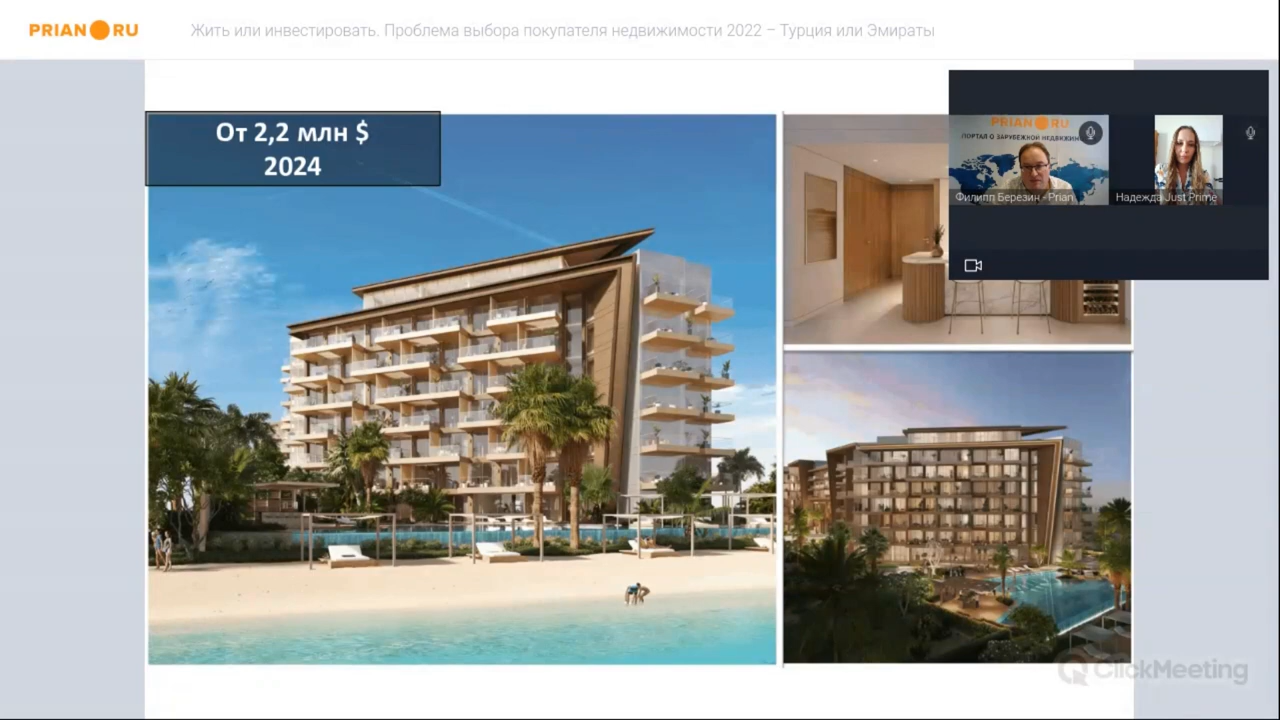 PRIAN RU
Жить или инвестировать. Проблема выбора покупателя недвижимости 2022 – Турция или Эмираты
От 2,2 млн $
2024
PRIAN RU
ПОРТАЛ О ЗАРУБЕЖНОЙ НЕДВИЖИМ
Филипп Березин - Prian
Надежда Just Prime
ClickMeeting